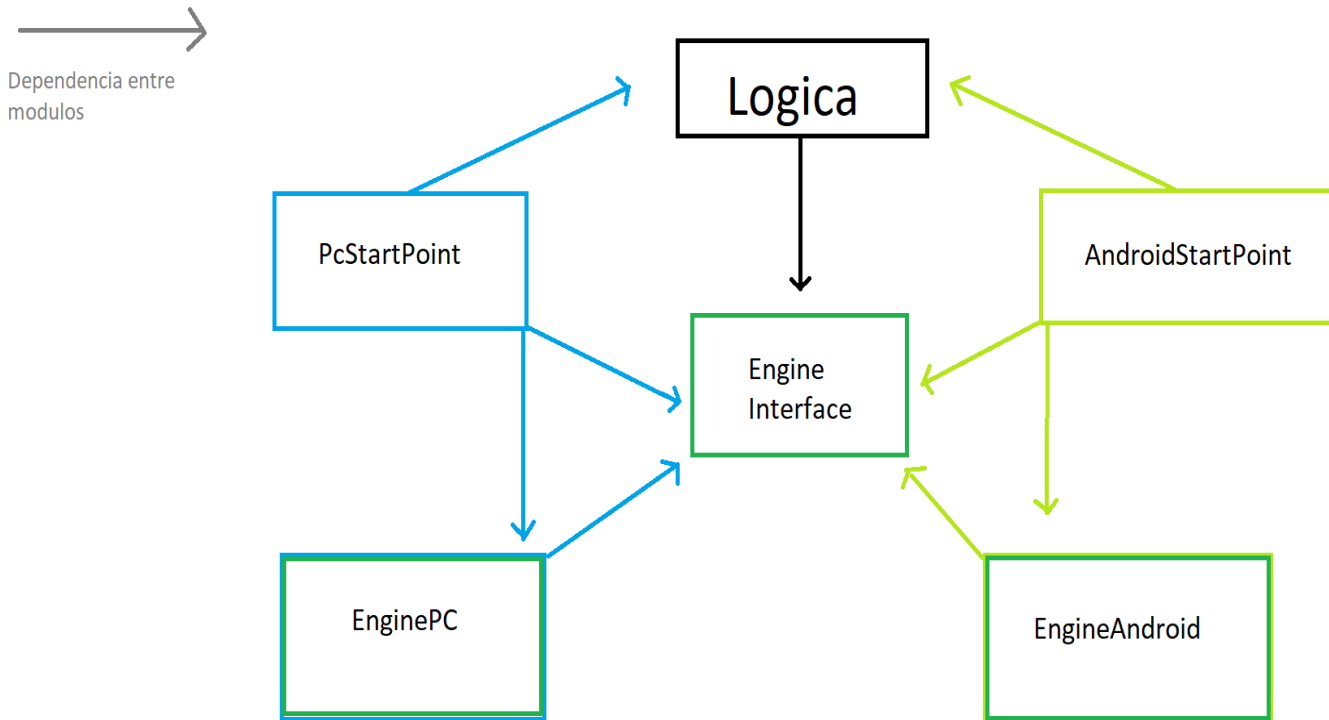 Dependencia entre
modulos
Logica
PcStartPoint
AndroidStartPoint
Engine
Interface
EnginePC
EngineAndroid